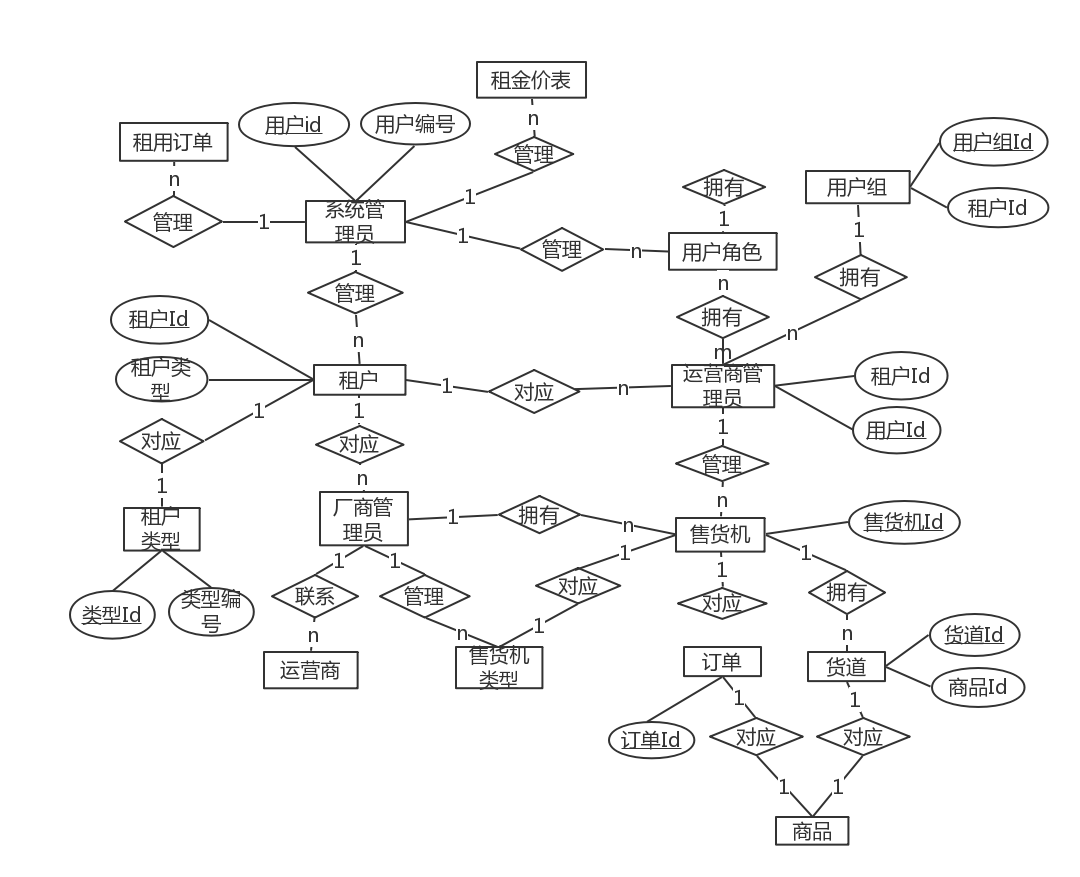 租金价表
用户id
用户编号
n
租用订单
管理
用户组Id
n
1
拥有
用户组
租户Id
管理
1
系统管
理员
1
管理
n
1
用户角色
1
1
管理
n
拥有
租户Id
n
拥有
n
m
租户类
型
租户
1
对应
n
运营商管
理员
租户Id
1
1
1
用户Id
对应
对应
管理
1
n
n
租户
类型
厂商管
理员
1
拥有
n
售货机
售货机Id
1
1
1
1
1
类型Id
类型编
号
联系
管理
对应
对应
拥有
n
n
1
n
货道Id
运营商
售货机
类型
订单
货道
商品Id
1
1
订单Id
对应
对应
1
1
商品